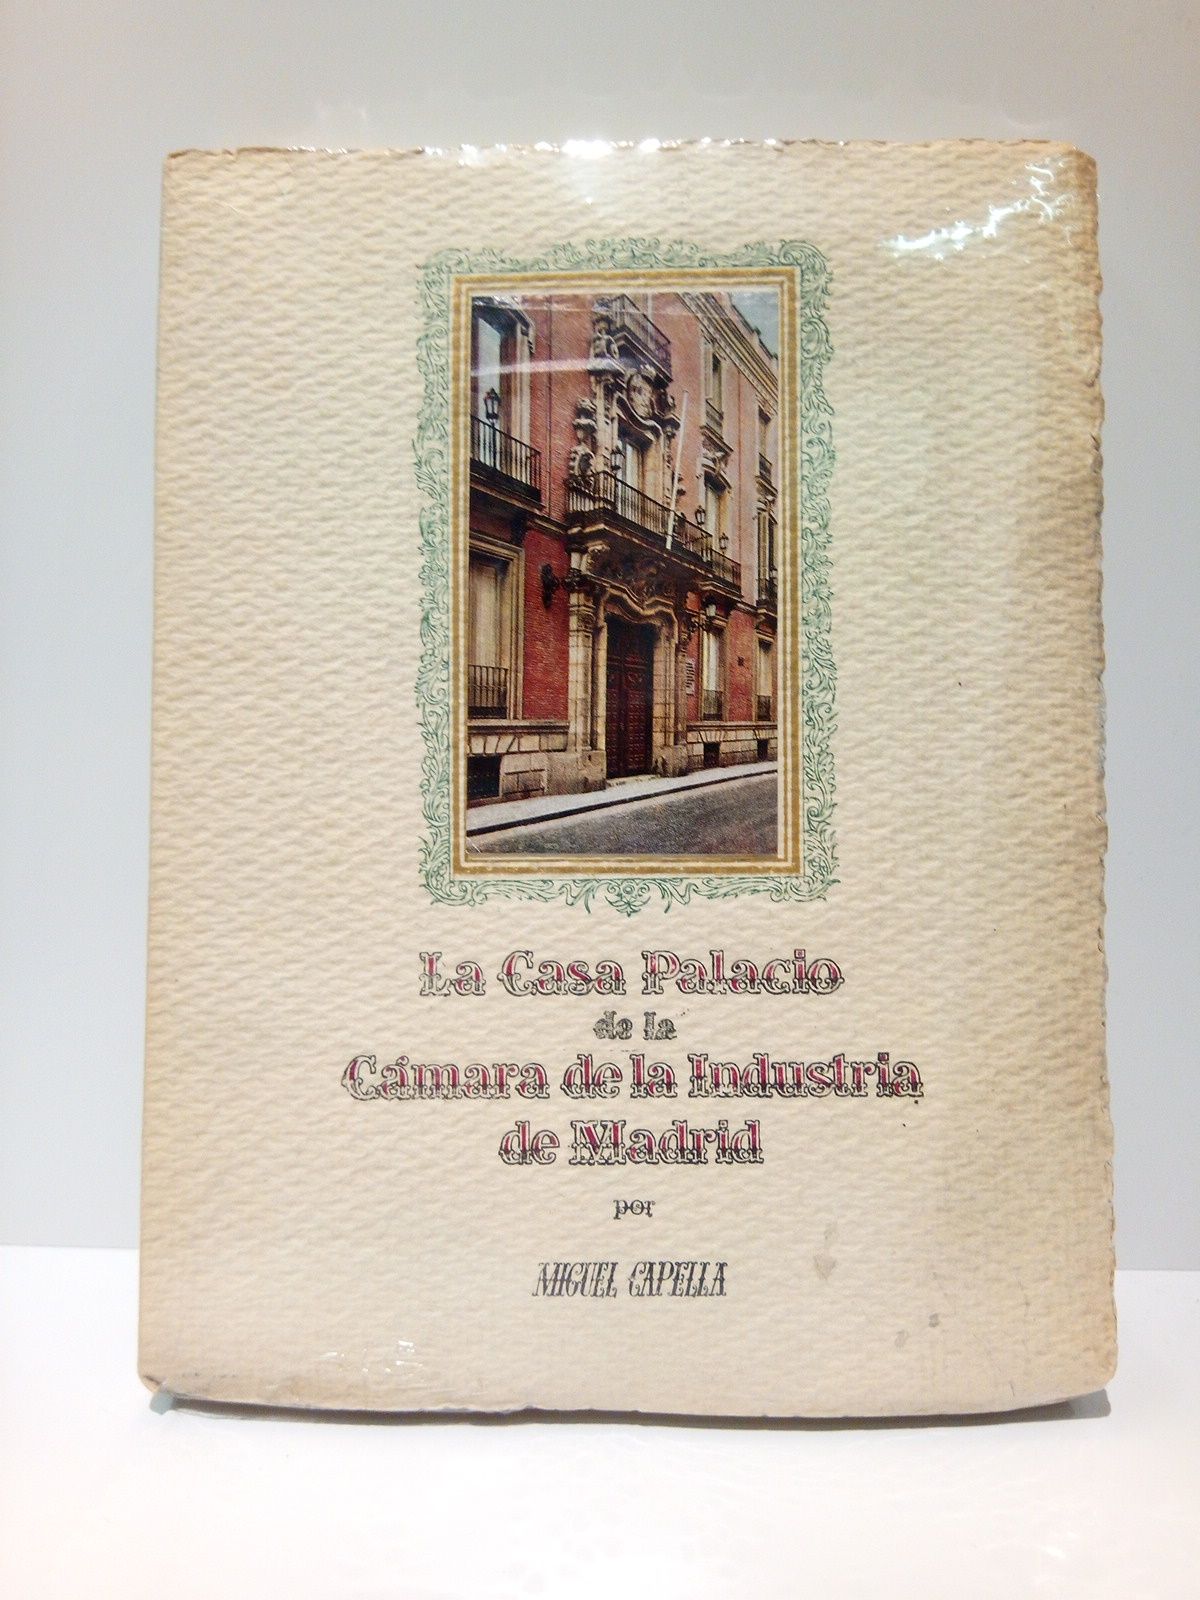 La Casa Palacio
de la
Cámara de la Industria
de Madrid
por
MIGUEL CAPELLA